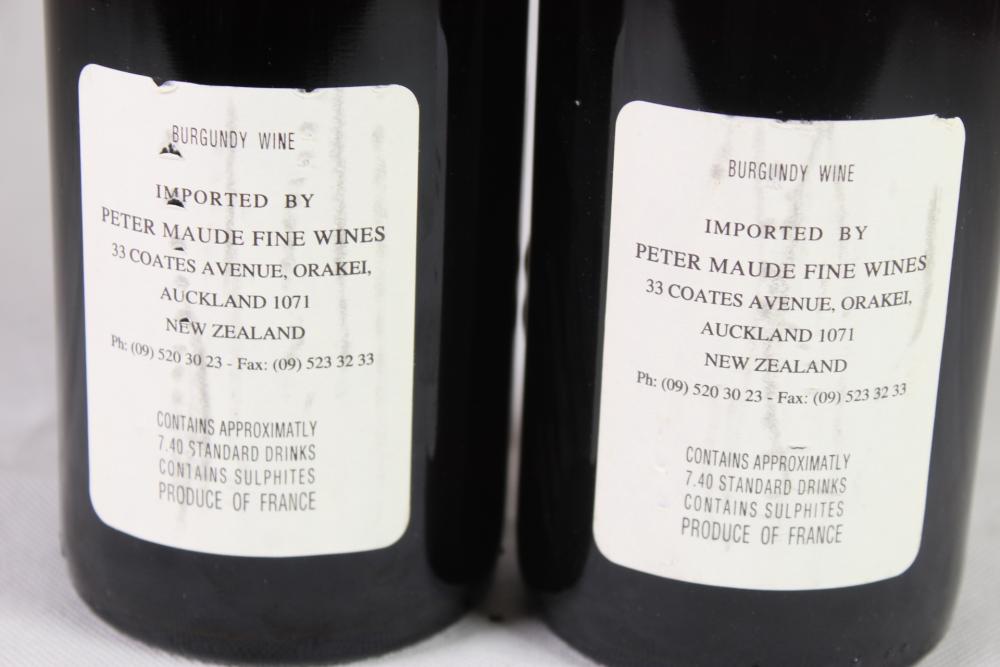 BURGUNDY WINE
IMPORTED BY
PETER MAUDE FINE WINES
33 COATES AVENUE, ORAKEI,
AUCKLAND 1071
NEW ZEALAND
Ph: (09) 520 30 23 - Fax: (09) 523 32 33
CONTAINS APPROXIMATLY
7.40 STANDARD DRINKS
CONTAINS SULPHITES
PRODUCE OF FRANCE
BURGUNDY WINE
IMPORTED BY
PETER MAUDE FINE WINES
33 COATES AVENUE, ORAKEI,
AUCKLAND 1071
NEW ZEALAND
Ph: (09) 520 30 23 - Fax: (09) 523 32 33
CONTAINS APPROXIMATLY
7.40 STANDARD DRINKS
CONTAINS SULPHITES
PRODUCE OF FRANCE